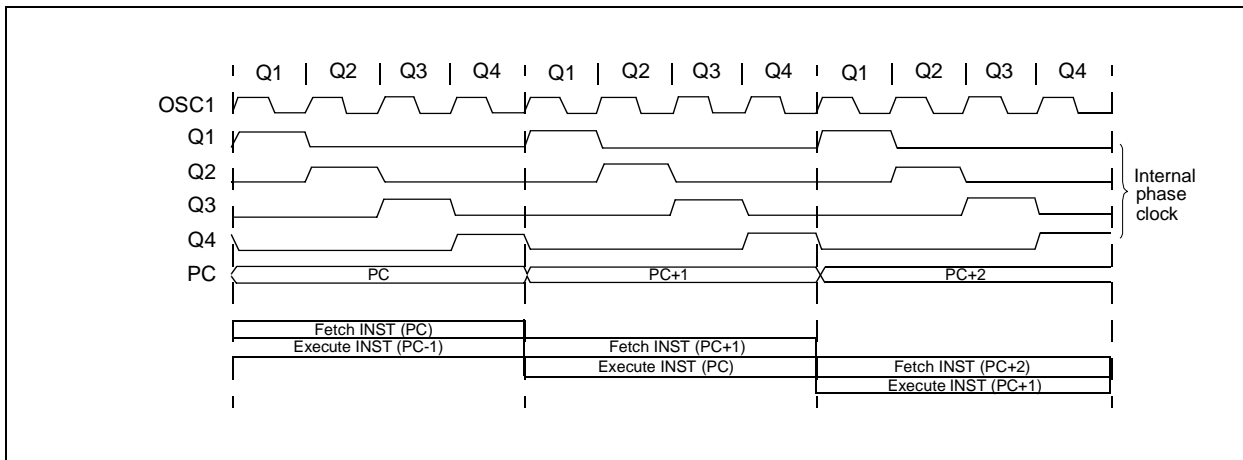 Q1 Q2 Q3 Q4 Q1 Q2 Q3 Q4 Q1 Q2 Q3 Q4
OSC1
Q1
Q2
Q3
Q4
PC
Internal
phase
clock
PC PC+1 PC+2
Fetch INST (PC)
Execute INST (PC-1) Fetch INST (PC+1)
Execute INST (PC) Fetch INST (PC+2)
Execute INST (PC+1)